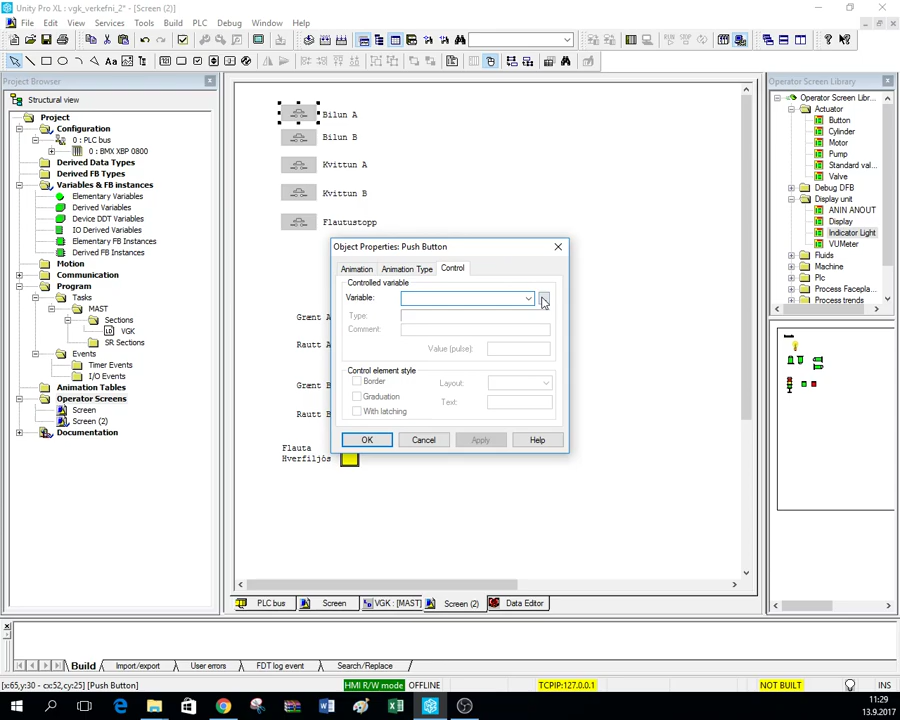 Unity Pro XL : vgk_verkefni_2* - [Screen (2)]
File Edit View Services Tools Build PLC Debug Window Help
Project Browser
Structural view
Project
Configuration
0 : PLC bus
0 : BMX XBP 0800
Derived Data Types
Derived FB Types
Variables & FB instances
Elementary Variables
Derived Variables
Device DDT Variables
IO Derived Variables
Elementary FB Instances
Derived FB Instances
Motion
Communication
Program
Tasks
MAST
Sections
VGK
SR Sections
Events
Timer Events
I/O Events
Animation Tables
Operator Screens
Screen
Screen (2)
Documentation
Bilun A
Bilun B
Kvittun A
Kvittun B
Flautustopp
Grænt A
Rautt A
Grænt B
Rautt B
Flauta
Hverfiljós
Object Properties: Push Button
Animation Animation Type Control
Controlled variable
Variable:
Type:
Comment:
Value (pulse):
Control element style
Border
Layout:
Graduation
Text:
With latching
OK Cancel Apply Help
Operator Screen Library
Operator Screen Libr...
Actuator
Button
Cylinder
Motor
Pump
Standard val...
Valve
Debug DFB
Display unit
ANIN ANOUT
Display
Indicator Light
VUMeter
Fluids
Machine
Plc
Process Facepla...
Process trends
PLC bus Screen VGK : [MAST] Screen (2) Data Editor
Build Import/export User errors FDT log event Search/Replace
[x:65,y:30 - cx:52,cy:25] [Push Button] HMI R/W mode OFFLINE TCPIP:127.0.0.1 NOT BUILT INS
11:29
13.9.2017